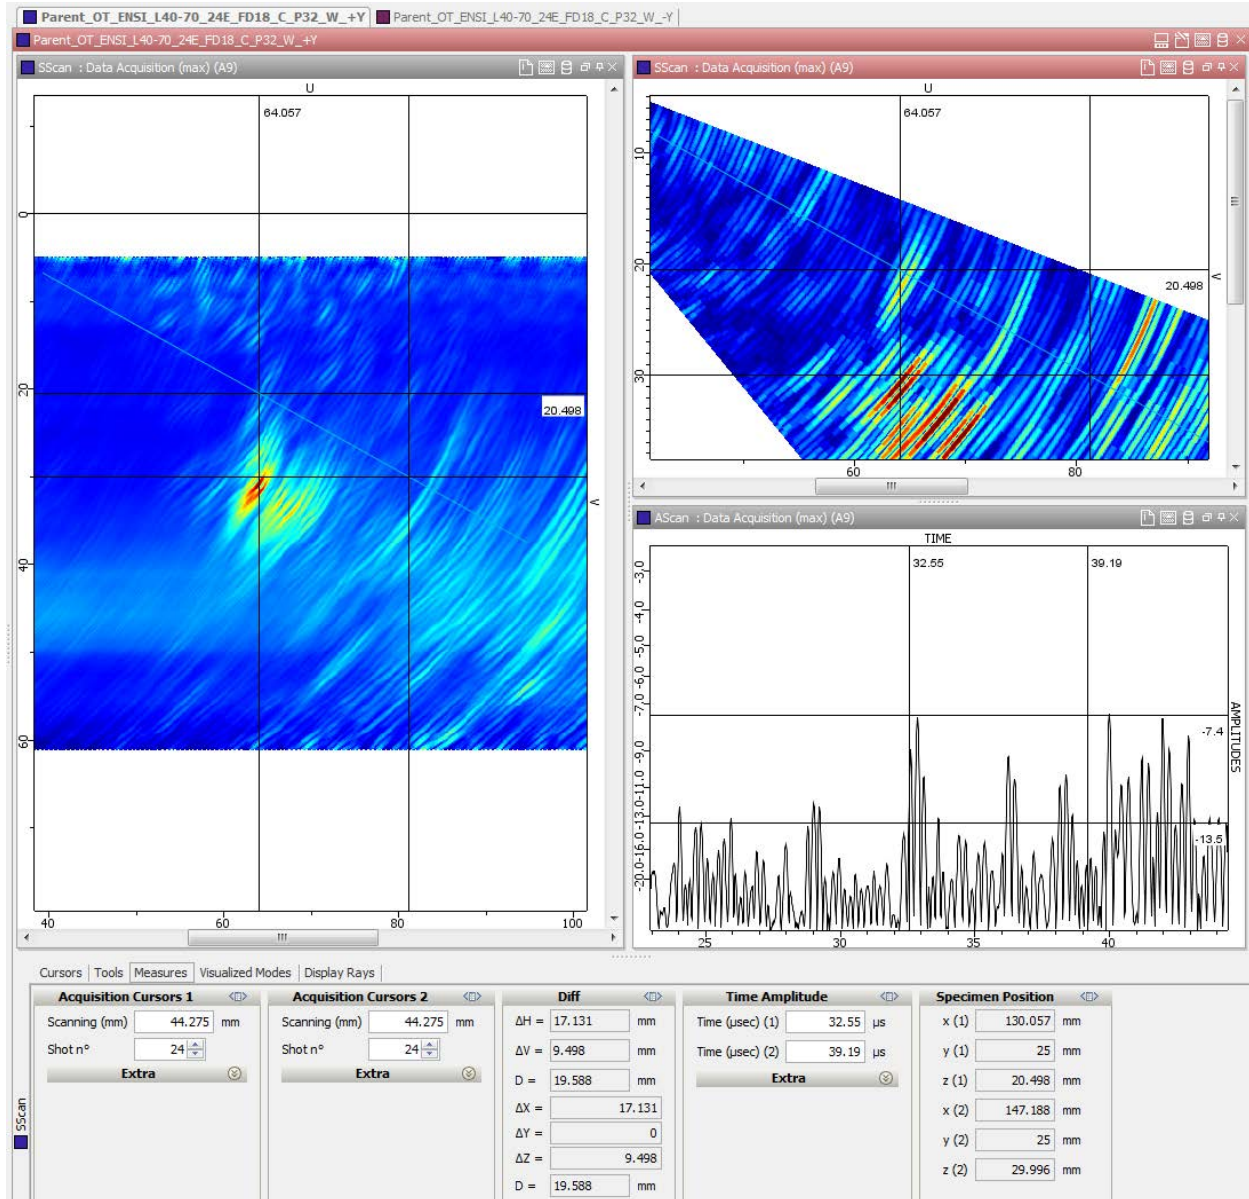 Parent_OT_ENSI_L40-70_24E_FD18_C_P32_W_+Y
Parent_OT_ENSI_L40-70_24E_FD18_C_P32_W_-Y
Parent_OT_ENSI_L40-70_24E_FD18_C_P32_W_+Y
SScan : Data Acquisition (max) (A9)
U
64.057
0
20
20.498
V
40
60
40 60 80 100
SScan : Data Acquisition (max) (A9)
U
64.057
10
20
20.498
V
30
60 80
AScan : Data Acquisition (max) (A9)
TIME
32.55 39.19
-3.0
-4.0
-5.0
-6.0
-7.0
-9.0
-11.0
-13.0
-16.0
-20.0
AMPLITUDES
-7.4
-13.5
25 30 35 40
Cursors Tools Measures Visualized Modes Display Rays
SScan
Acquisition Cursors 1
Scanning (mm) 44.275 mm
Shot n° 24
Extra
Acquisition Cursors 2
Scanning (mm) 44.275 mm
Shot n° 24
Extra
Diff
ΔH = 17.131 mm
ΔV = 9.498 mm
D = 19.588 mm
ΔX = 17.131
ΔY = 0
ΔZ = 9.498
D = 19.588 mm
Time Amplitude
Time (µsec) (1) 32.55 µs
Time (µsec) (2) 39.19 µs
Extra
Specimen Position
x (1) 130.057 mm
y (1) 25 mm
z (1) 20.498 mm
x (2) 147.188 mm
y (2) 25 mm
z (2) 29.996 mm